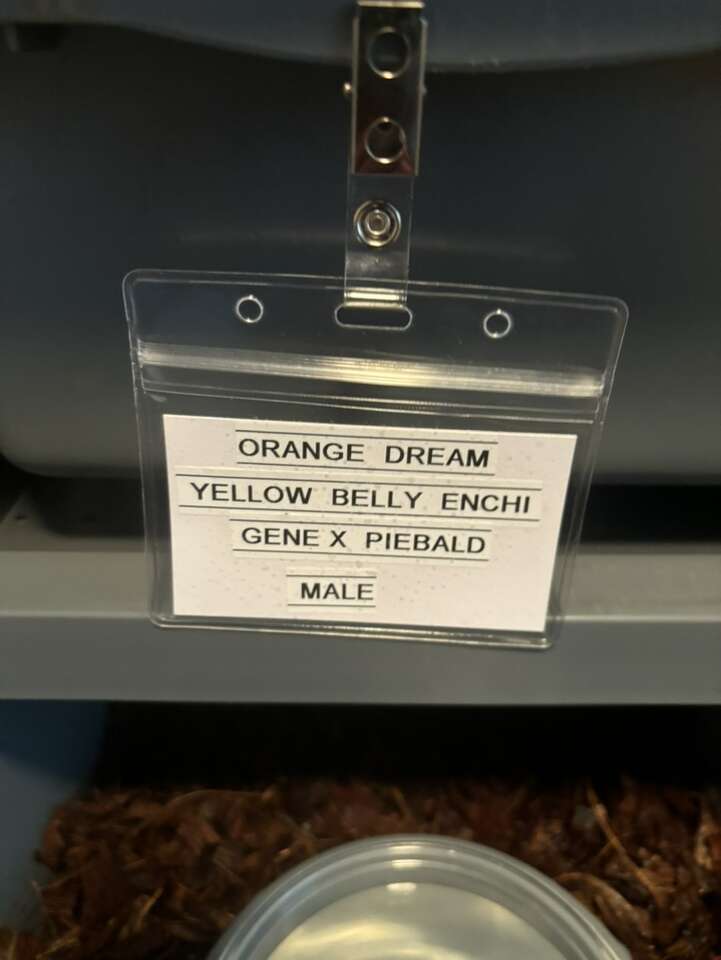 ORANGE DREAM
YELLOW BELLY ENCHI
GENE X PIEBALD
MALE